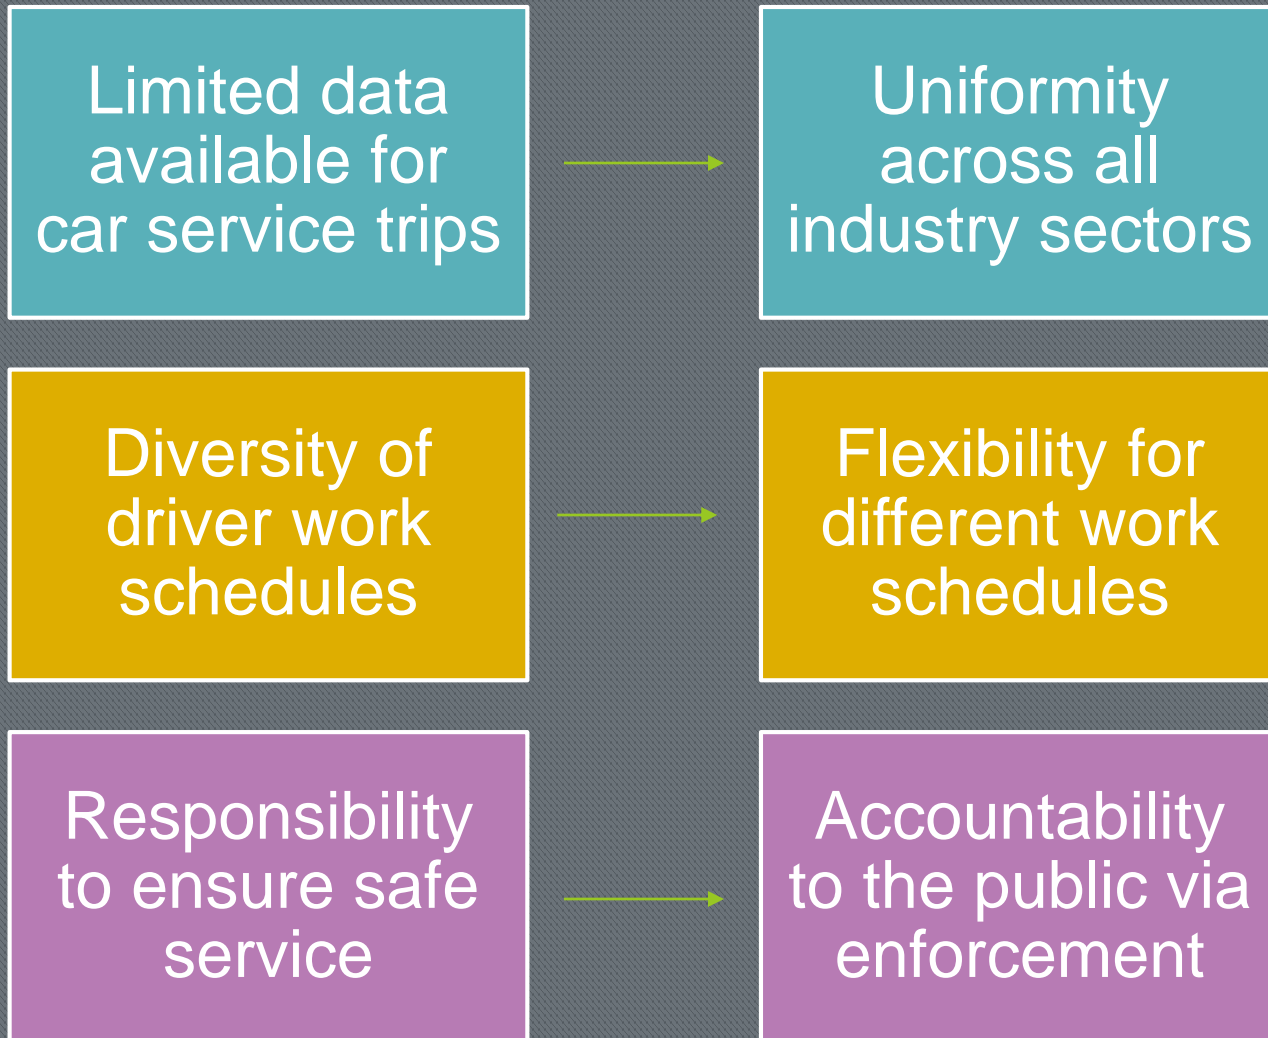 Limited data
available for
car service trips
Uniformity
across all
industry sectors
Diversity of
driver work
schedules
Flexibility for
different work
schedules
Responsibility
to ensure safe
service
Accountability
to the public via
enforcement